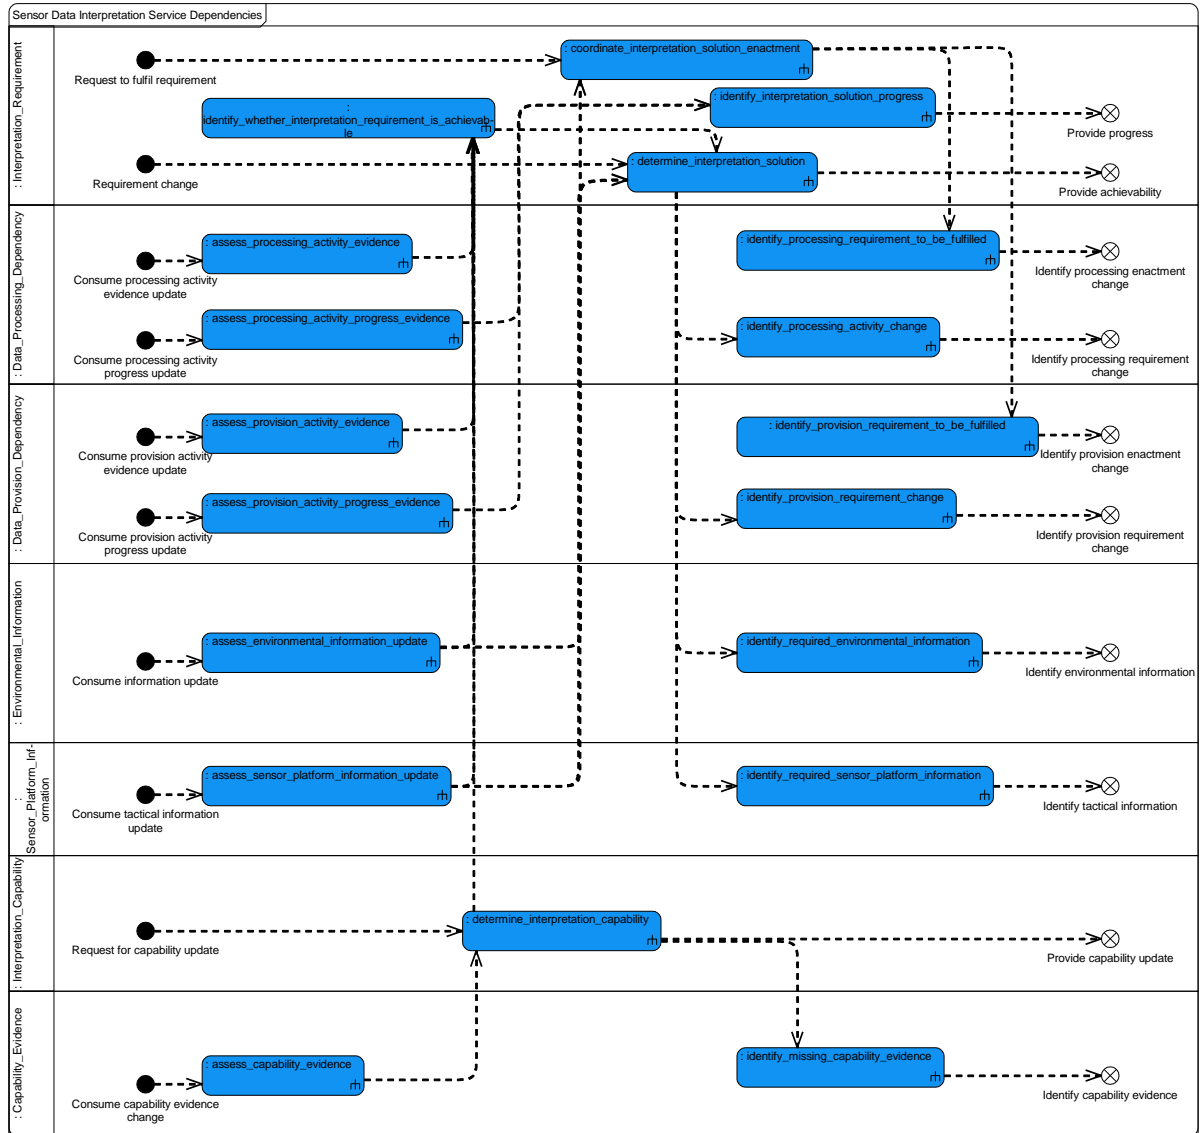 Sensor Data Interpretation Service Dependencies
: Interpretation_Requirement
Request to fulfil requirement
: coordinate_interpretation_solution_enactment
: identify_interpretation_solution_progress
Provide progress
:
identify_whether_interpretation_requirement_is_achievab-
le
Requirement change
: determine_interpretation_solution
Provide achievability
: Data_Processing_Dependency
: assess_processing_activity_evidence
Consume processing activity
evidence update
: identify_processing_requirement_to_be_fulfilled
Identify processing enactment
change
: assess_processing_activity_progress_evidence
Consume processing activity
progress update
: identify_processing_activity_change
Identify processing requirement
change
: Data_Provision_Dependency
: assess_provision_activity_evidence
Consume provision activity
evidence update
: identify_provision_requirement_to_be_fulfilled
Identify provision enactment
change
: assess_provision_activity_progress_evidence
Consume provision activity
progress update
: identify_provision_requirement_change
Identify provision requirement
change
: Environmental_Information
: assess_environmental_information_update
Consume information update
: identify_required_environmental_information
Identify environmental information
:
Sensor_Platform_Inf-
ormation
: assess_sensor_platform_information_update
Consume tactical information
update
: identify_required_sensor_platform_information
Identify tactical information
: Interpretation_Capability
: determine_interpretation_capability
Request for capability update
Provide capability update
: Capability_Evidence
: assess_capability_evidence
Consume capability evidence
change
: identify_missing_capability_evidence
Identify capability evidence